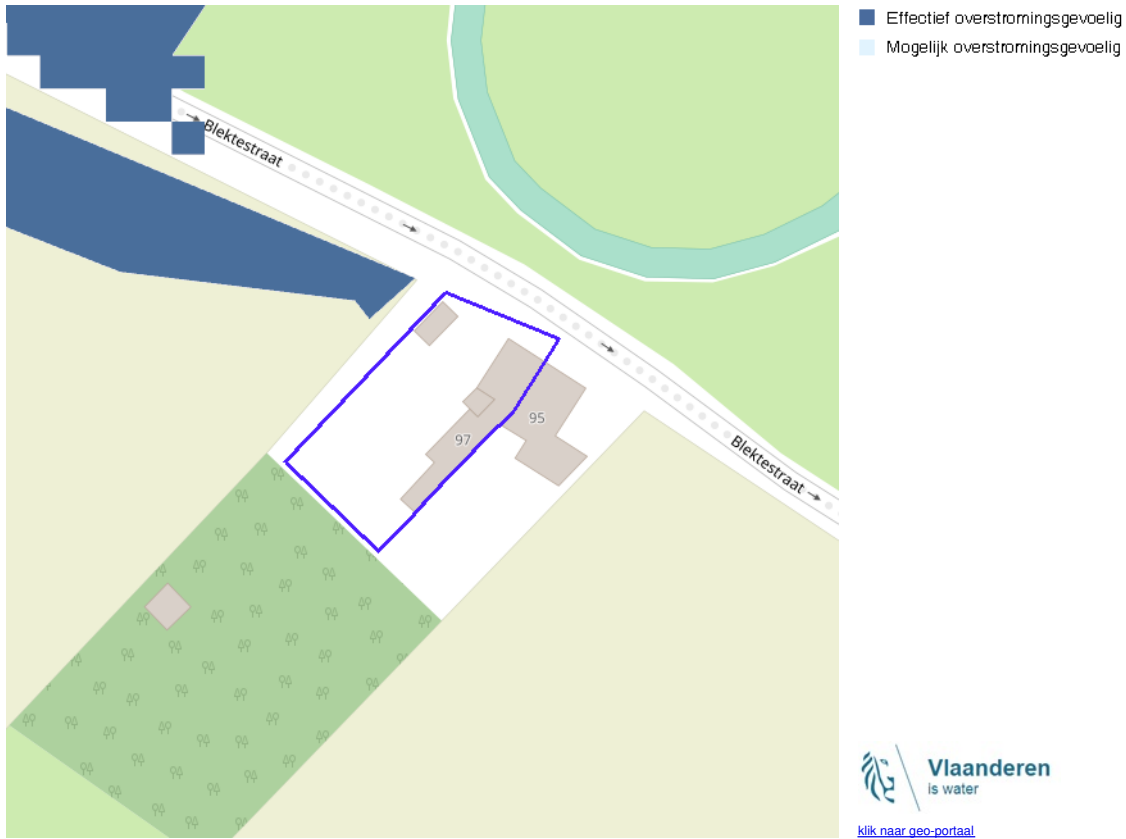 Effectief overstromingsgevoelig
Mogelijk overstromingsgevoelig
Blektestraat
95
97
Blektestraat
Vlaanderen
is water
klik naar geo-portaal